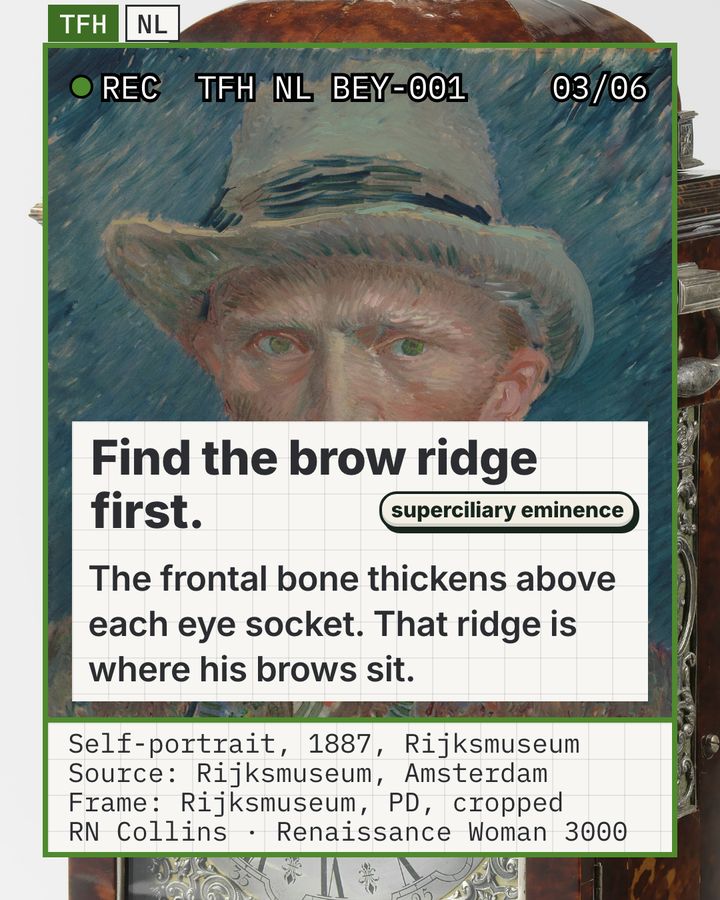 TFH NL
REC TFH NL BEY-001 03/06
Find the brow ridge
first.
superciliary eminence
The frontal bone thickens above
each eye socket. That ridge is
where his brows sit.
Self-portrait, 1887, Rijksmuseum
Source: Rijksmuseum, Amsterdam
Frame: Rijksmuseum, PD, cropped
RN Collins · Renaissance Woman 3000